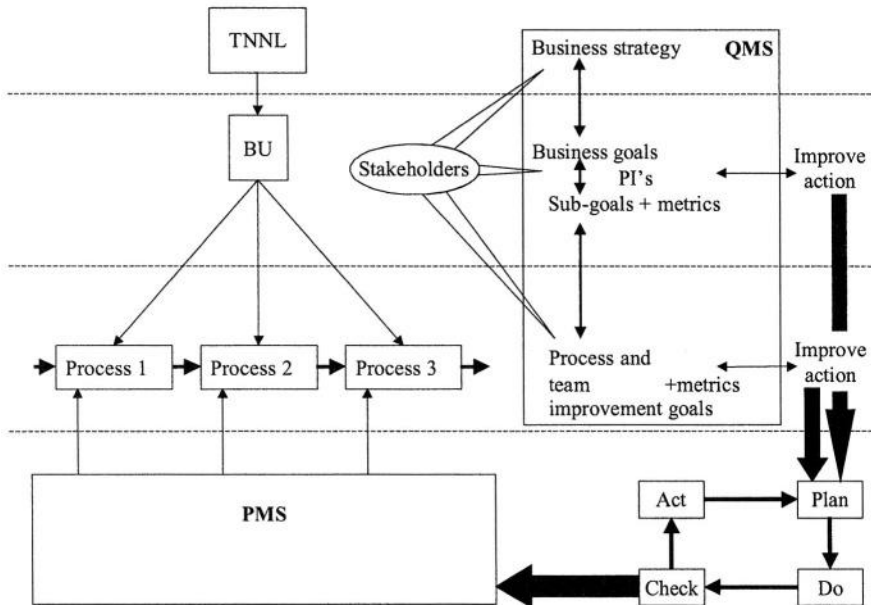 TNNL
Business strategy QMS
BU
Stakeholders
Business goals
PI's
Sub-goals + metrics
Improve
action
Process 1
Process 2
Process 3
Process and
team +metrics
improvement goals
Improve
action
PMS
Act
Plan
Check
Do